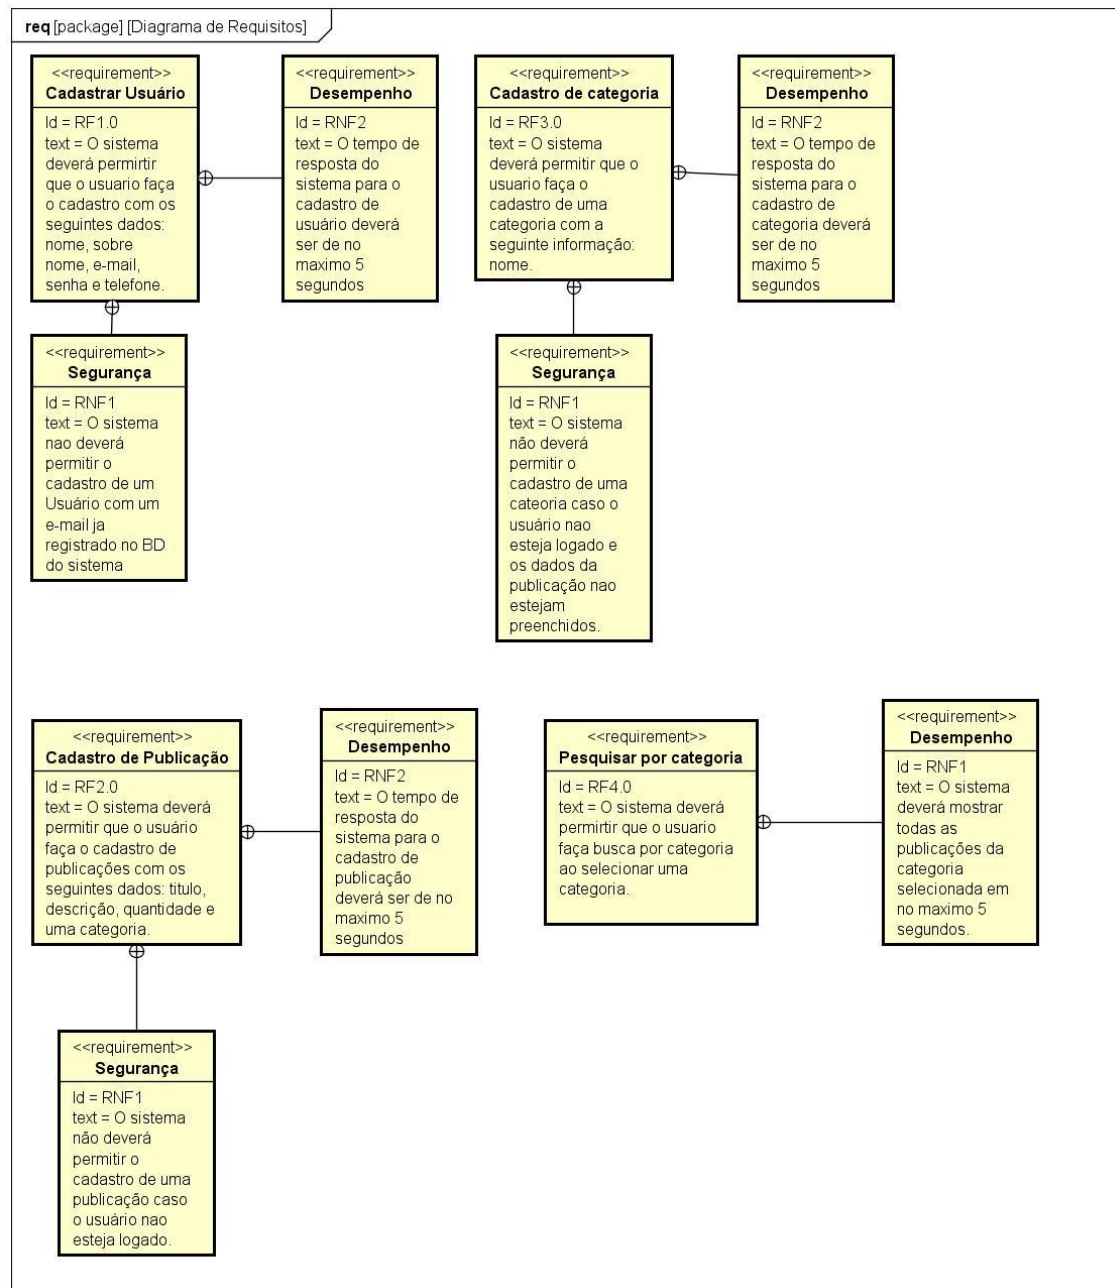 req [package] [Diagrama de Requisitos]
<<requirement>>
Cadastrar Usuário
Id = RF1.0
text = O sistema
deverá permirtir
que o usuario faça
o cadastro com os
seguintes dados:
nome, sobre
nome, e-mail,
senha e telefone.
<<requirement>>
Desempenho
Id = RNF2
text = O tempo de
resposta do
sistema para o
cadastro de
usuário deverá
ser de no
maximo 5
segundos
<<requirement>>
Segurança
Id = RNF1
text = O sistema
nao deverá
permitir o
cadastro de um
Usuário com um
e-mail ja
registrado no BD
do sistema
<<requirement>>
Cadastro de categoria
Id = RF3.0
text = O sistema
deverá permitir que o
usuario faça o
cadastro de uma
categoria com a
seguinte informação:
nome.
<<requirement>>
Desempenho
Id = RNF2
text = O tempo de
resposta do
sistema para o
cadastro de
categoria deverá
ser de no
maximo 5
segundos
<<requirement>>
Segurança
Id = RNF1
text = O sistema
não deverá
permitir o
cadastro de uma
cateoria caso o
usuário nao
esteja logado e
os dados da
publicação nao
estejam
preenchidos.
<<requirement>>
Cadastro de Publicação
Id = RF2.0
text = O sistema deverá
permitir que o usuário
faça o cadastro de
publicações com os
seguintes dados: titulo,
descrição, quantidade e
uma categoria.
<<requirement>>
Desempenho
Id = RNF2
text = O tempo de
resposta do
sistema para o
cadastro de
publicação
deverá ser de no
maximo 5
segundos
<<requirement>>
Segurança
Id = RNF1
text = O sistema
não deverá
permitir o
cadastro de uma
publicação caso
o usuário nao
esteja logado.
<<requirement>>
Pesquisar por categoria
Id = RF4.0
text = O sistema deverá
permirtir que o usuario
faça busca por categoria
ao selecionar uma
categoria.
<<requirement>>
Desempenho
Id = RNF1
text = O sistema
deverá mostrar
todas as
publicações da
categoria
selecionada em
no maximo 5
segundos.